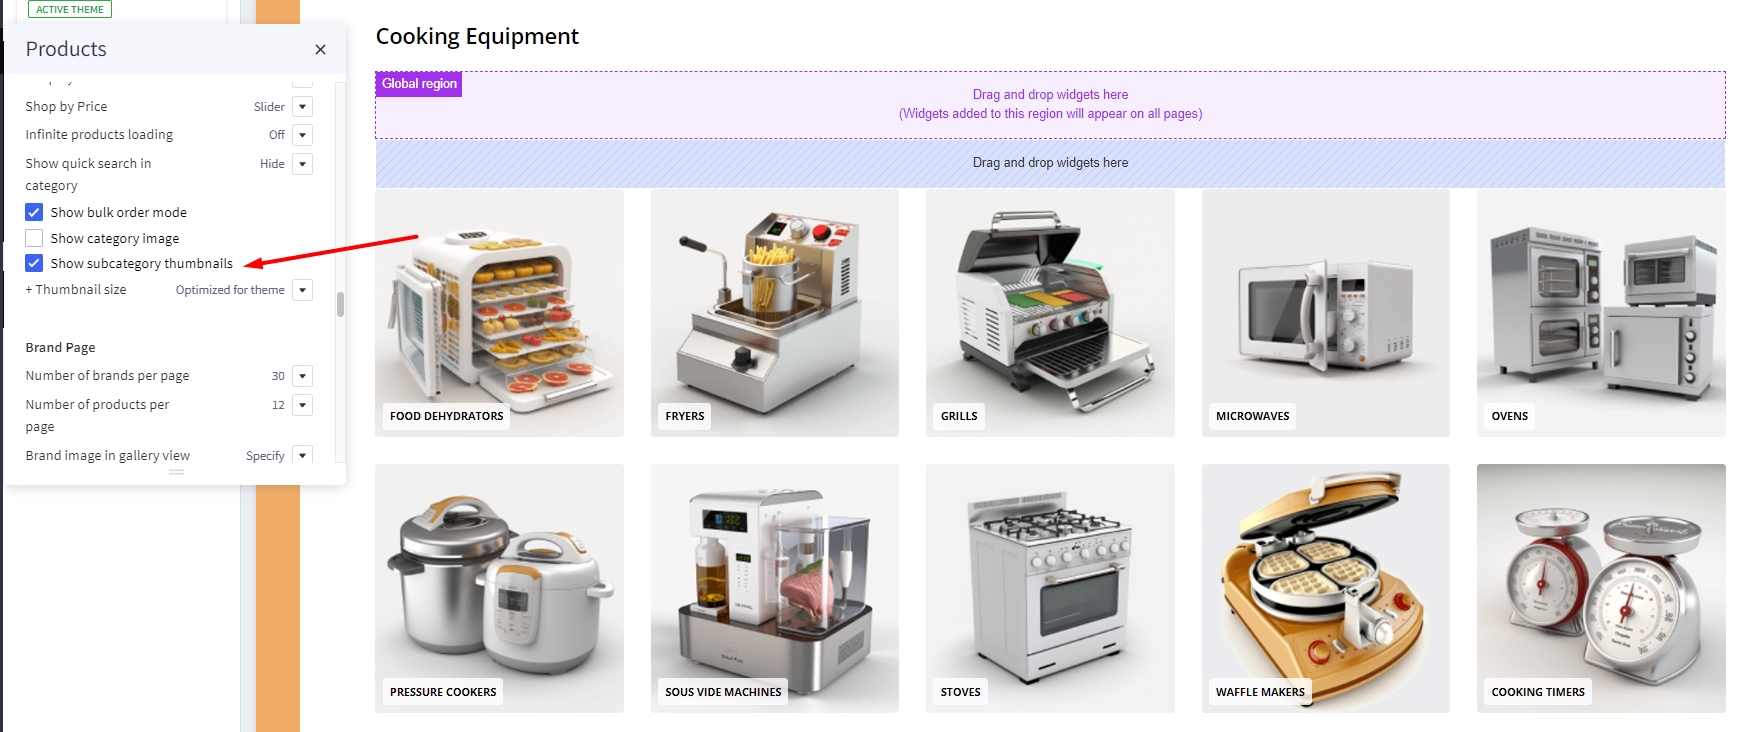 ACTIVE THEME
Products
Shop by Price
Slider
Infinite products loading
Off
Show quick search in
category
Hide
Show bulk order mode
Show category image
Show subcategory thumbnails
+ Thumbnail size
Optimized for theme
Brand Page
Number of brands per page
30
Number of products per
page
12
Brand image in gallery view
Specify
Cooking Equipment
Global region
Drag and drop widgets here
(Widgets added to this region will appear on all pages)
Drag and drop widgets here
FOOD DEHYDRATORS
FRYERS
GRILLS
MICROWAVES
OVENS
PRESSURE COOKERS
SOUS VIDE MACHINES
STOVES
WAFFLE MAKERS
COOKING TIMERS